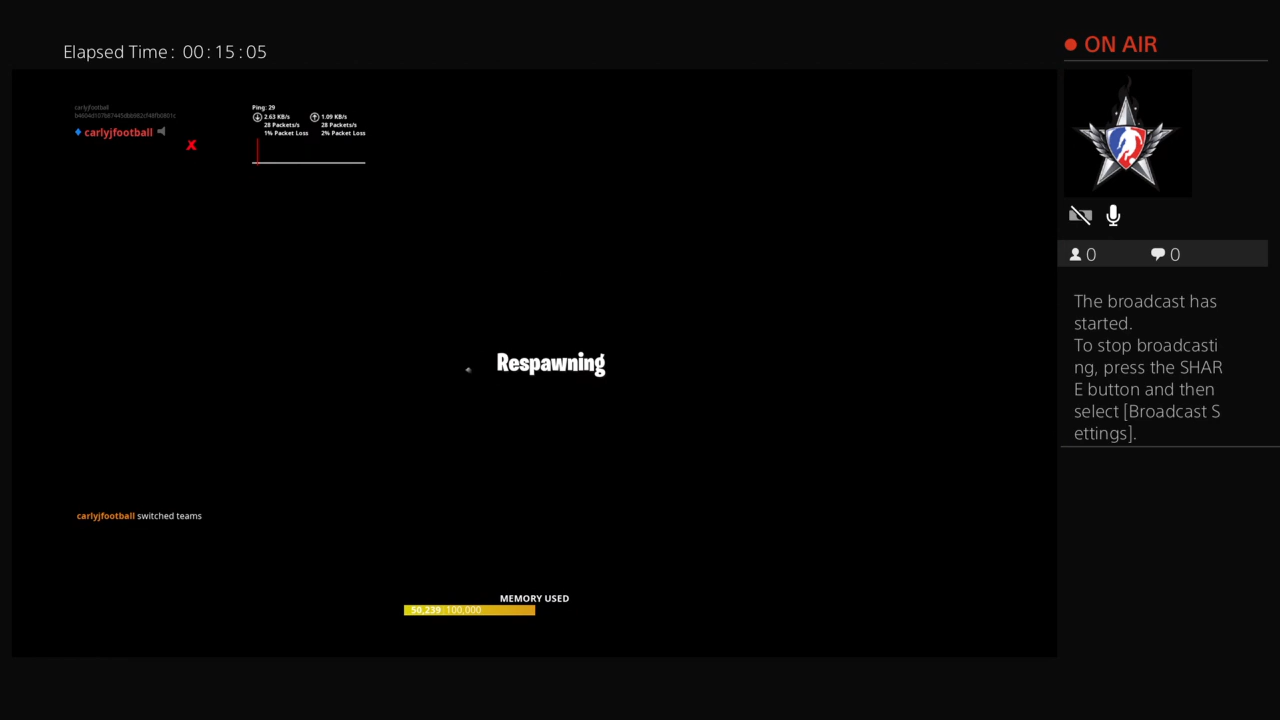 Elapsed Time: 00:15:05
ON AIR
carlyjfootball
carlyjfootball
Ping: 29
2.63 KB/s
1.09 KB/s
28 Packets/s
28 Packets/s
1% Packet Loss
2% Packet Loss
X
0
0
The broadcast has
started.
To stop broadcasti
ng, press the SHAR
E button and then
select [Broadcast S
ettings].
Respawning
carlyjfootball switched teams
MEMORY USED
50,239 100,000